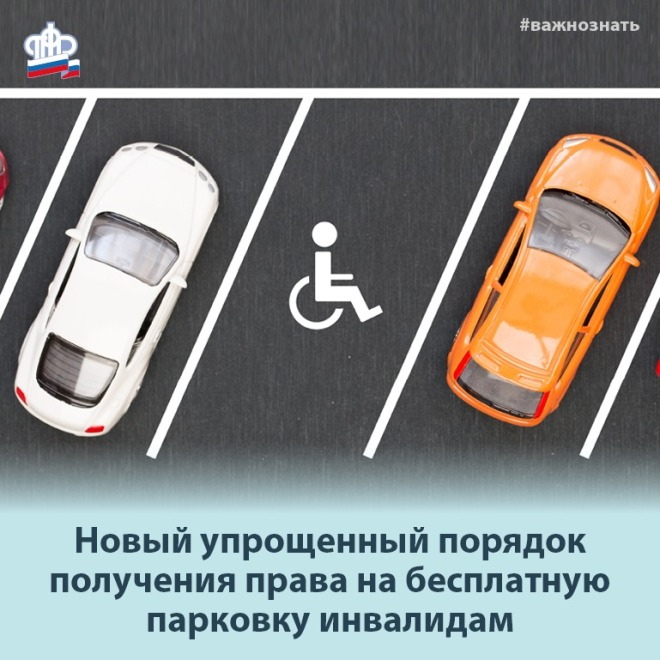 #важнознать
Новый упрощенный порядок
получения права на бесплатную
парковку инвалидам